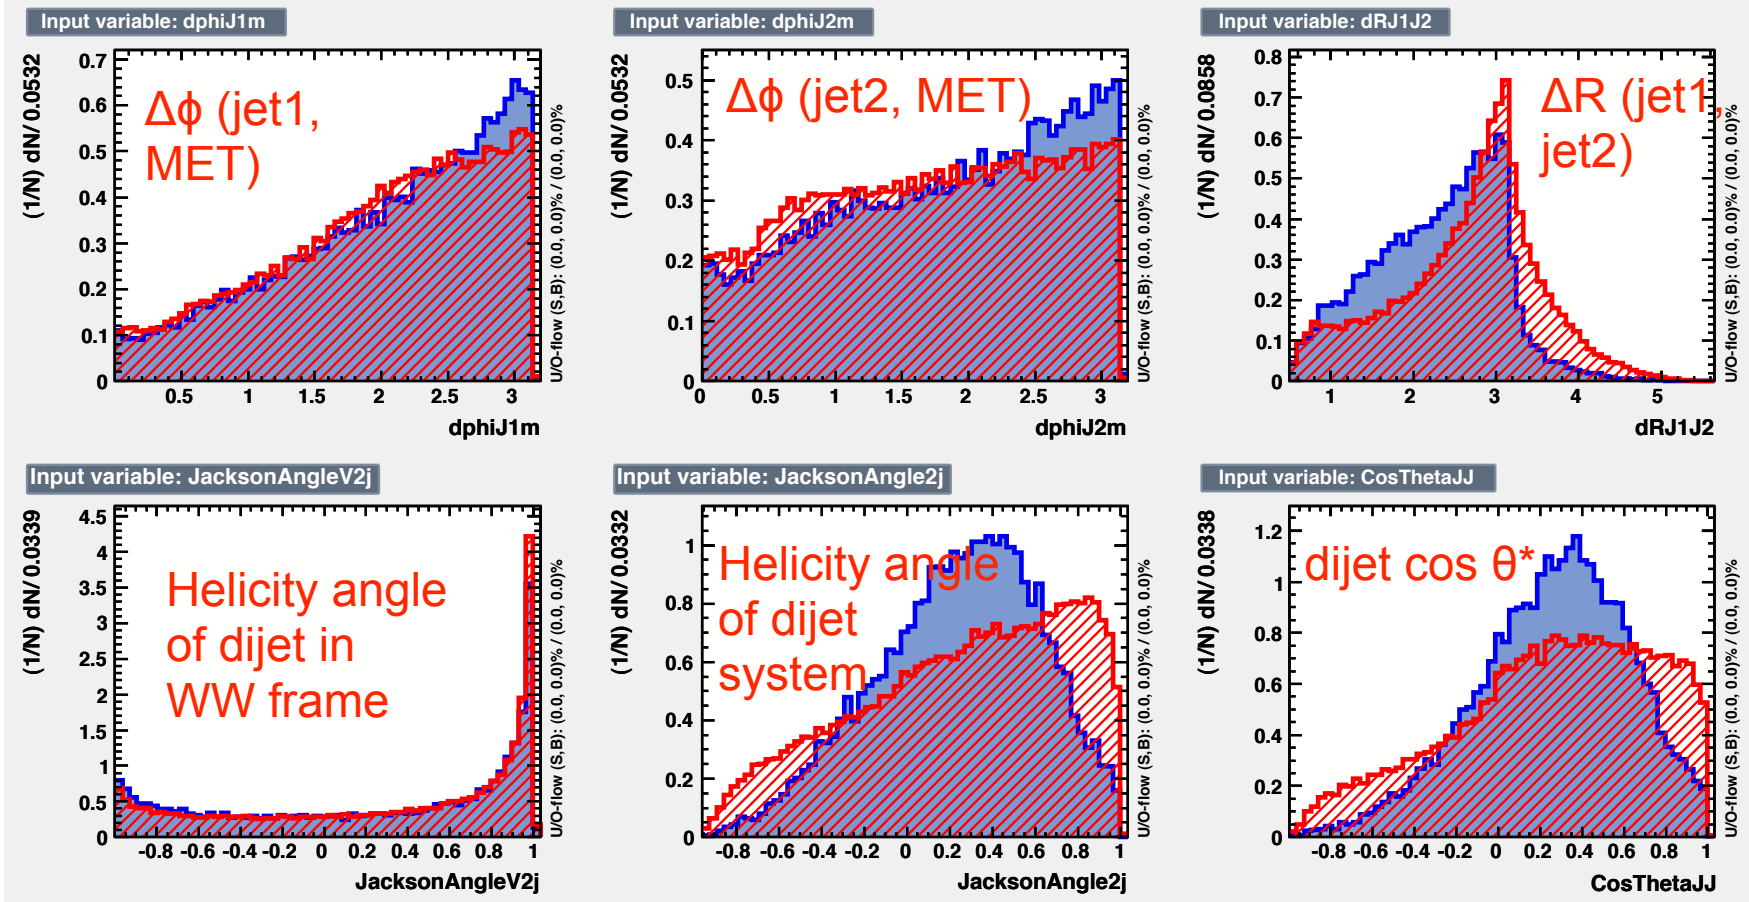 Input variable: dphiJ1m
(1/N) dN/ 0.0532
0.7
0.6
0.5
0.4
0.3
0.2
0.1
0
Δϕ (jet1,
MET)
0.5 1 1.5 2 2.5 3
dphiJ1m
U/O-flow (S,B): (0.0, 0.0)% / (0.0, 0.0)%
Input variable: dphiJ2m
(1/N) dN/ 0.0532
0.5
0.4
0.3
0.2
0.1
0
Δϕ (jet2, MET)
0 0.5 1 1.5 2 2.5 3
dphiJ2m
U/O-flow (S,B): (0.0, 0.0)% / (0.0, 0.0)%
Input variable: dRJ1J2
(1/N) dN/ 0.0858
0.8
0.7
0.6
0.5
0.4
0.3
0.2
0.1
0
ΔR (jet1,
jet2)
1 2 3 4 5
dRJ1J2
U/O-flow (S,B): (0.0, 0.0)% / (0.0, 0.0)%
Input variable: JacksonAngleV2j
(1/N) dN/ 0.0339
4.5
4
3.5
3
2.5
2
1.5
1
0.5
0
Helicity angle
of dijet in
WW frame
-0.8 -0.6 -0.4 -0.2 0 0.2 0.4 0.6 0.8 1
JacksonAngleV2j
U/O-flow (S,B): (0.0, 0.0)% / (0.0, 0.0)%
Input variable: JacksonAngle2j
(1/N) dN/ 0.0332
1
0.8
0.6
0.4
0.2
0
Helicity angle
of dijet
system
-0.8 -0.6 -0.4 -0.2 0 0.2 0.4 0.6 0.8 1
JacksonAngle2j
U/O-flow (S,B): (0.0, 0.0)% / (0.0, 0.0)%
Input variable: CosThetaJJ
(1/N) dN/ 0.0338
1.2
1
0.8
0.6
0.4
0.2
0
dijet cos θ*
-0.8 -0.6 -0.4 -0.2 0 0.2 0.4 0.6 0.8 1
CosThetaJJ
U/O-flow (S,B): (0.0, 0.0)% / (0.0, 0.0)%